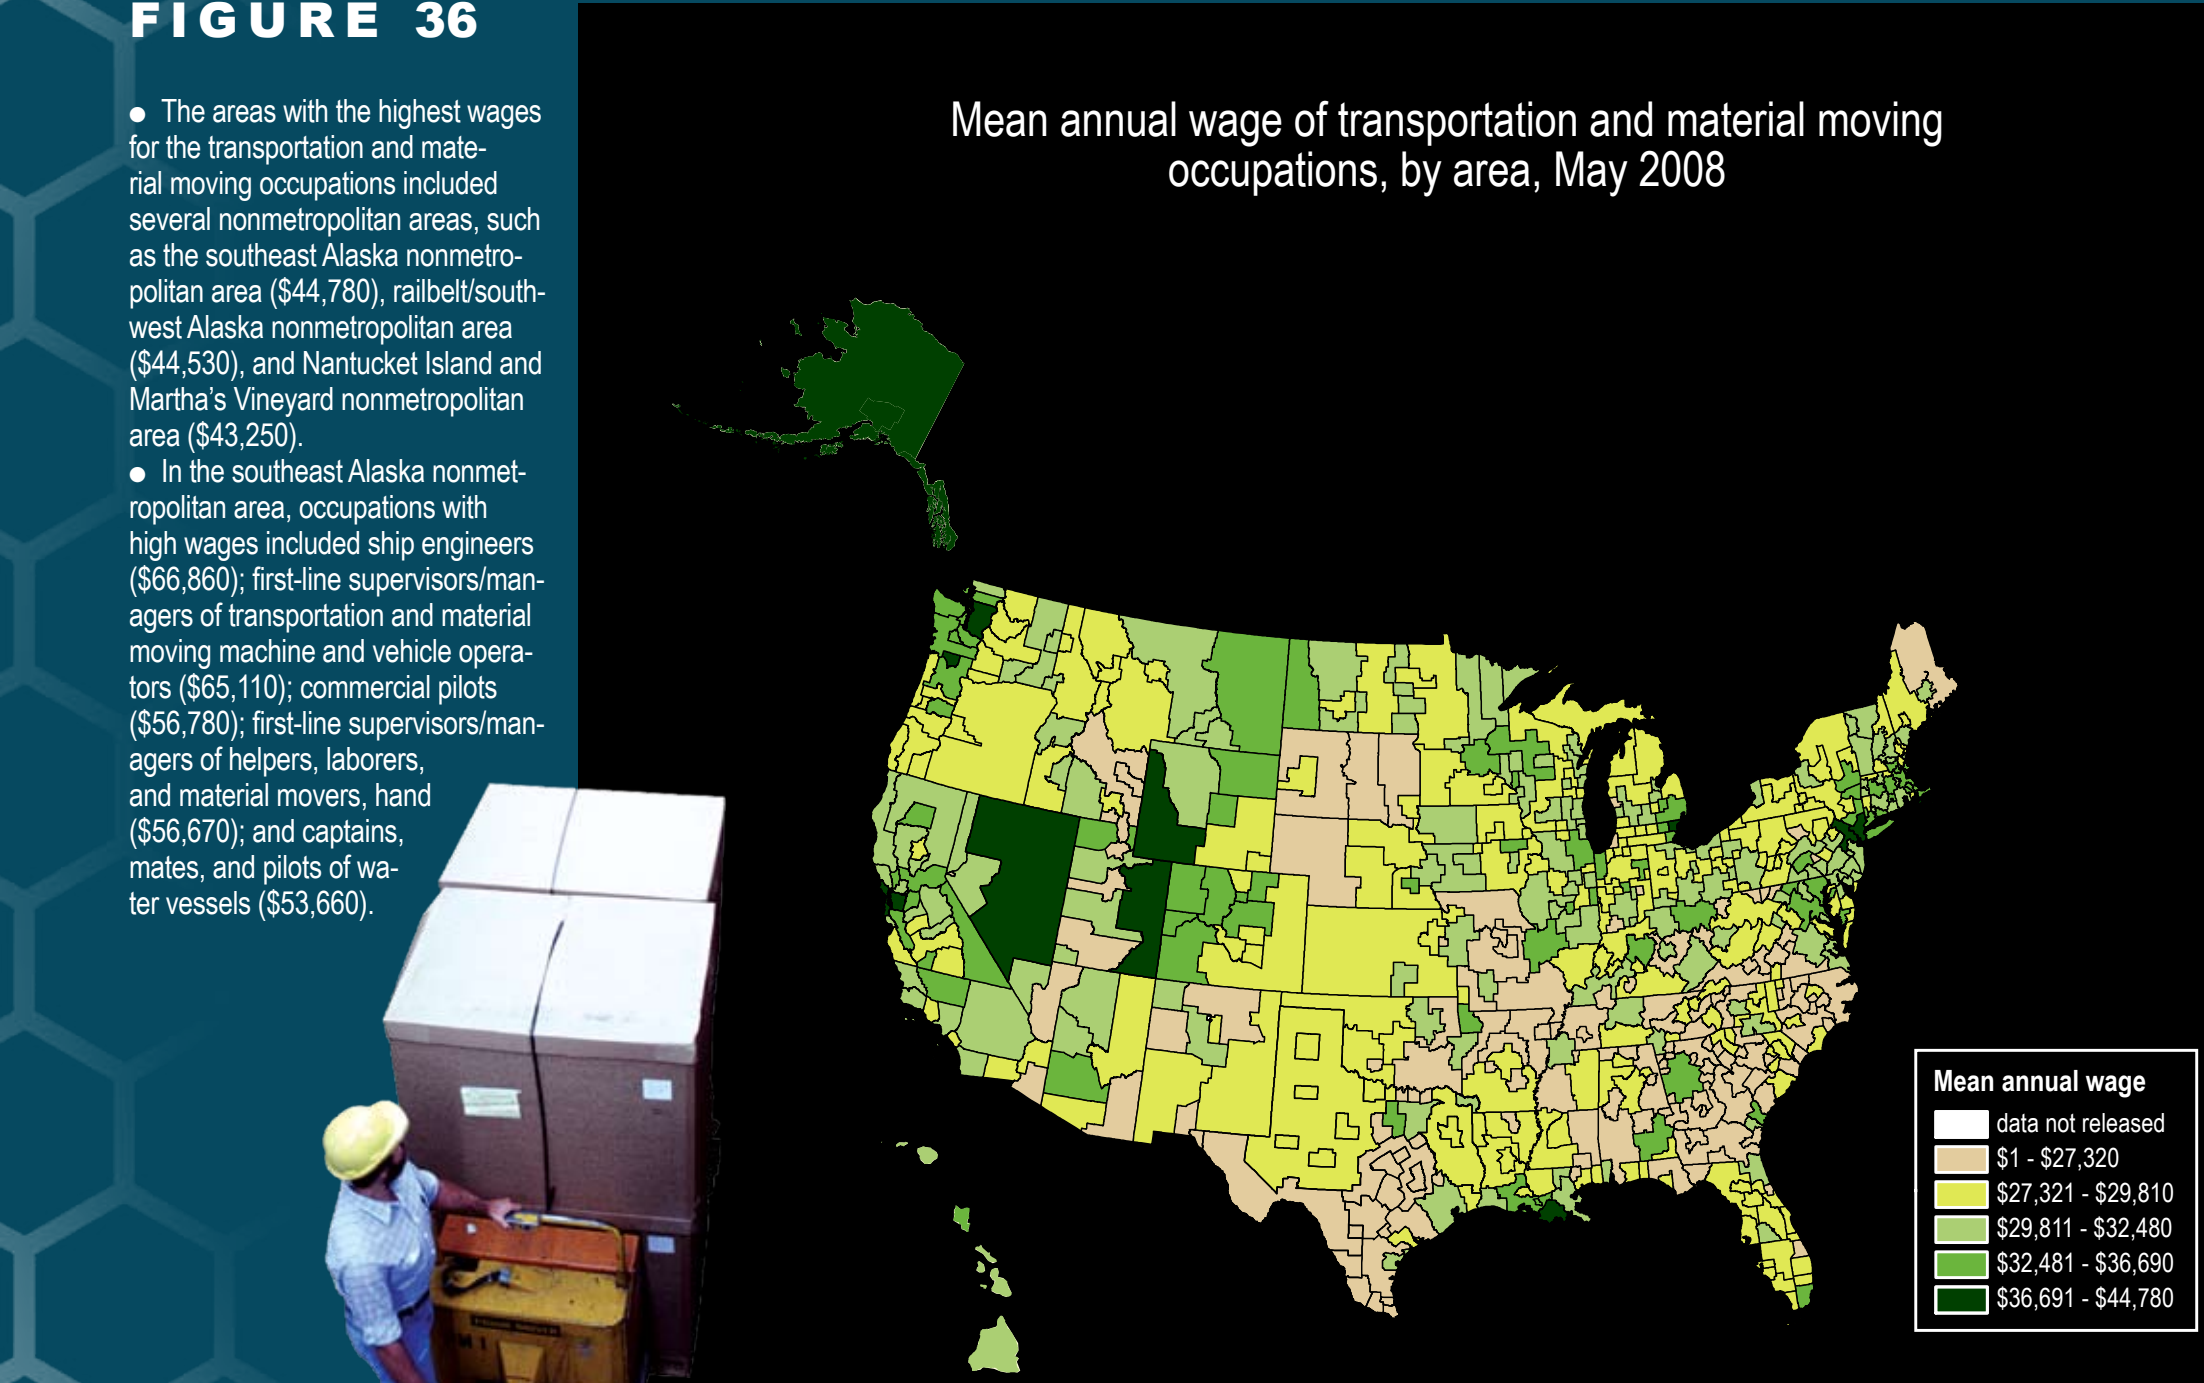 FIGURE 36
● The areas with the highest wages
for the transportation and mate-
rial moving occupations included
several nonmetropolitan areas, such
as the southeast Alaska nonmetro-
politan area ($44,780), railbelt/south-
west Alaska nonmetropolitan area
($44,530), and Nantucket Island and
Martha’s Vineyard nonmetropolitan
area ($43,250).
● In the southeast Alaska nonmet-
ropolitan area, occupations with
high wages included ship engineers
($66,860); first-line supervisors/man-
agers of transportation and material
moving machine and vehicle opera-
tors ($65,110); commercial pilots
($56,780); first-line supervisors/man-
agers of helpers, laborers,
and material movers, hand
($56,670); and captains,
mates, and pilots of wa-
ter vessels ($53,660).
Mean annual wage of transportation and material moving
occupations, by area, May 2008
Mean annual wage
data not released
$1 - $27,320
$27,321 - $29,810
$29,811 - $32,480
$32,481 - $36,690
$36,691 - $44,780